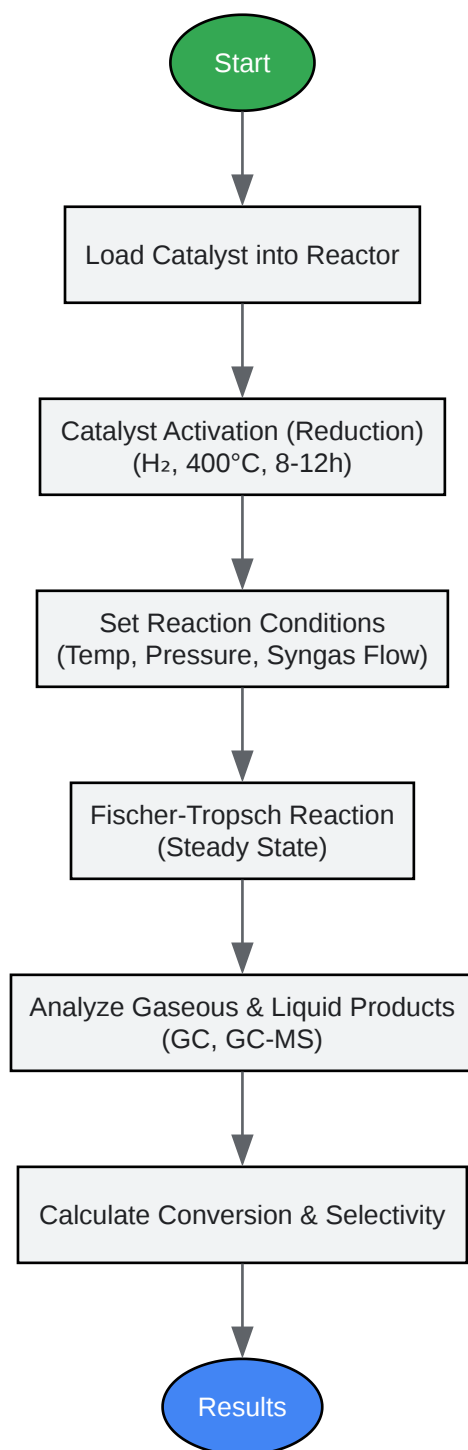 Start
Load Catalyst into Reactor
Catalyst Activation (Reduction)
(H₂, 400°C, 8-12h)
Set Reaction Conditions
(Temp, Pressure, Syngas Flow)
Fischer-Tropsch Reaction
(Steady State)
Analyze Gaseous & Liquid Products
(GC, GC-MS)
Calculate Conversion & Selectivity
Results